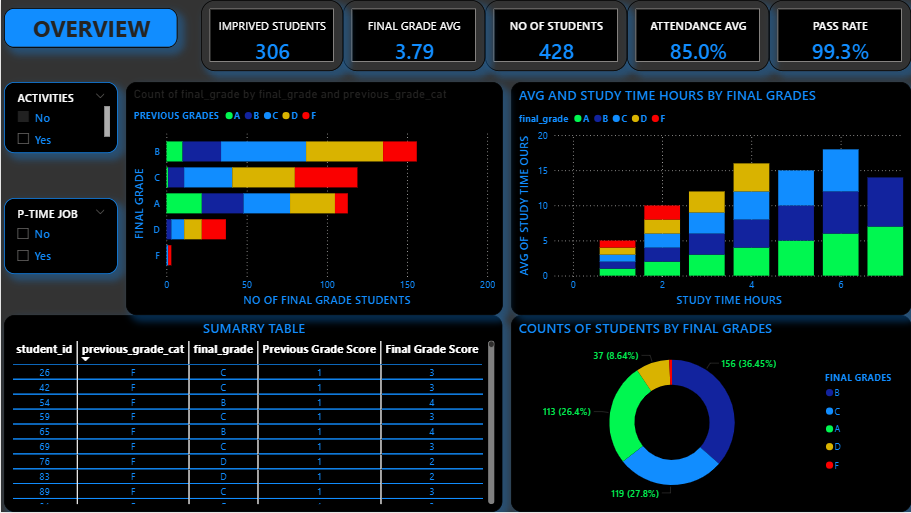 OVERVIEW
IMPRIVED STUDENTS
306
FINAL GRADE AVG
3.79
NO OF STUDENTS
428
ATTENDANCE AVG
85.0%
PASS RATE
99.3%
ACTIVITIES
No
Yes
P-TIME JOB
No
Yes
Count of final_grade by final_grade and previous_grade_cat
PREVIOUS GRADES A B C D F
FINAL GRADE
B
C
A
D
F
0 50 100 150 200
NO OF FINAL GRADE STUDENTS
AVG AND STUDY TIME HOURS BY FINAL GRADES
final_grade A B C D F
AVG OF STUDY TIME OURS
20
15
10
5
0
0 2 4 6
STUDY TIME HOURS
SUMARRY TABLE
student_id previous_grade_cat final_grade Previous Grade Score Final Grade Score
26 F C 1 3
42 F C 1 3
54 F B 1 4
59 F C 1 3
65 F B 1 4
69 F C 1 3
76 F D 1 2
83 F D 1 2
89 F C 1 3
COUNTS OF STUDENTS BY FINAL GRADES
37 (8.64%)
156 (36.45%)
113 (26.4%)
119 (27.8%)
FINAL GRADES
B
C
A
D
F